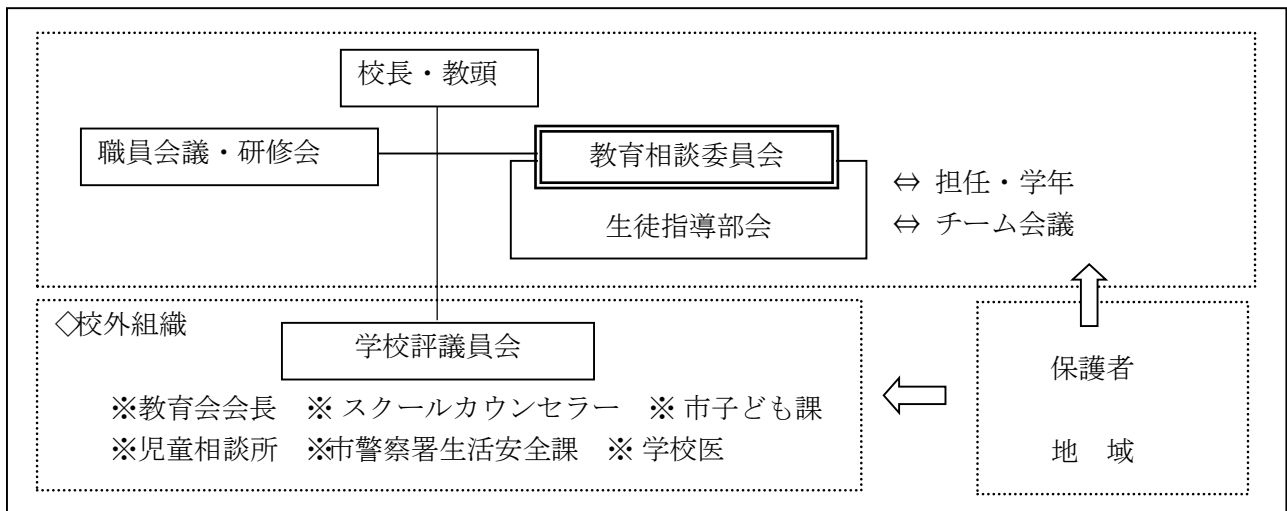 校長・教頭
職員会議・研修会
教育相談委員会
生徒指導部会
⇔ 担任・学年
⇔ チーム会議
◇校外組織
学校評議員会
※教育会会長 ※ スクールカウンセラー ※ 市子ども課
※児童相談所 ※市警察署生活安全課 ※ 学校医
保護者
地 域